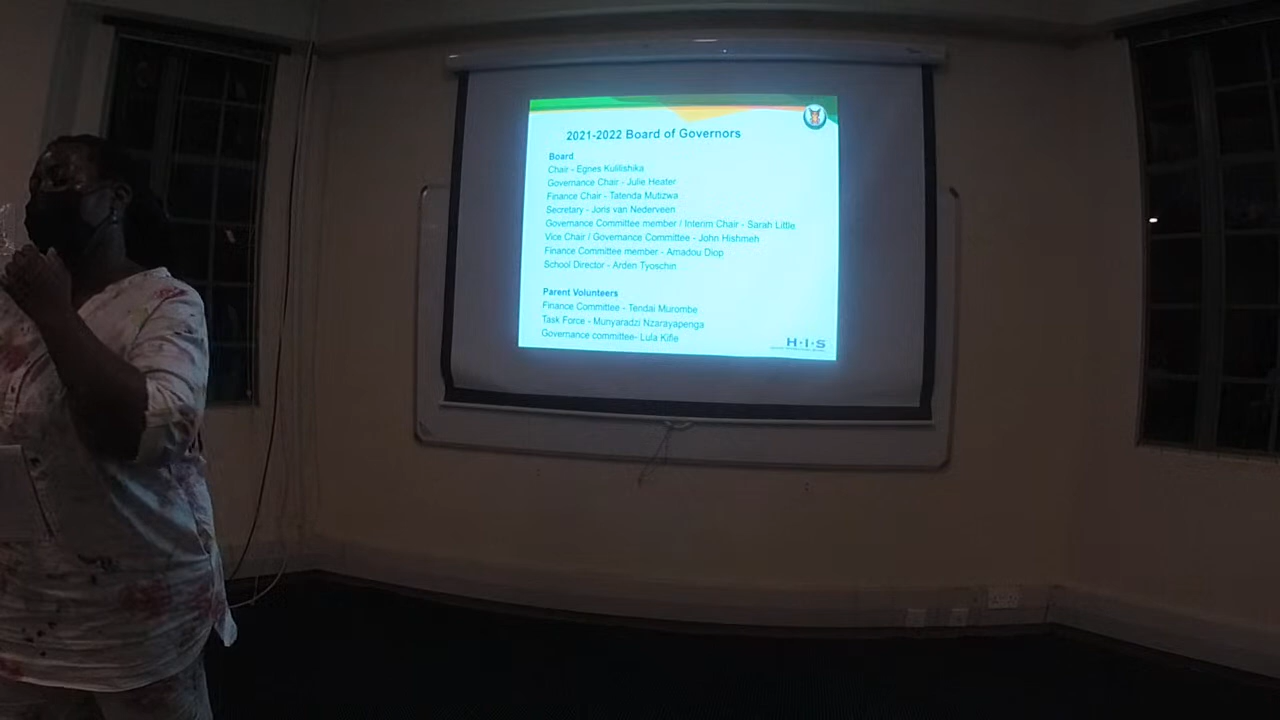 2021-2022 Board of Governors
Board
Chair - Egnes Kulilishika
Governance Chair - Julie Heater
Finance Chair - Tatenda Mutizwa
Secretary - Joris van Nederveen
Governance Committee member / Interim Chair - Sarah Little
Vice Chair / Governance Committee - John Hishmeh
Finance Committee member - Amadou Diop
School Director - Arden Tyoschin
Parent Volunteers
Finance Committee - Tendai Murombe
Task Force - Munyaradzi Nzarayapenga
Governance committee- Lula Kifle
H·I·S